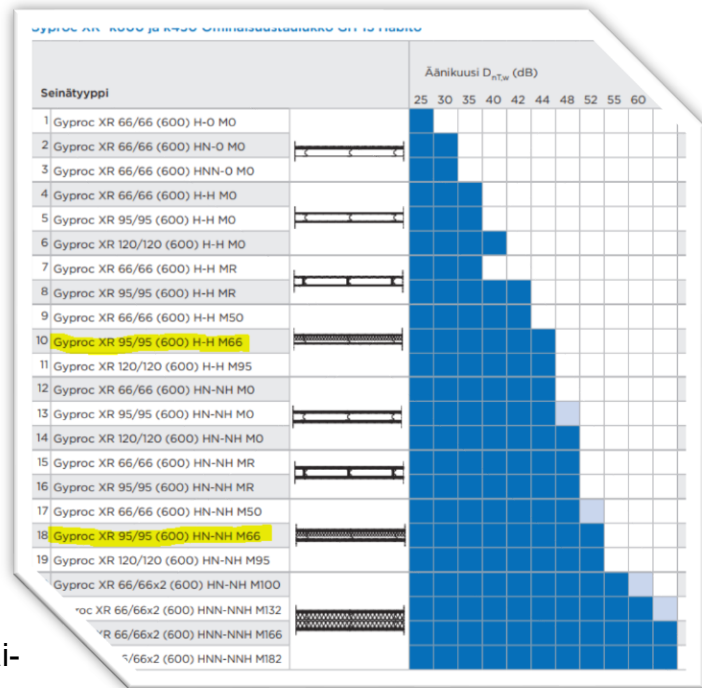 Äänikuusi DnT,w (dB)
Seinätyyppi
25 30 35 40 42 44 48 52 55 60
1 Gyproc XR 66/66 (600) H-O M0
2 Gyproc XR 66/66 (600) HN-O M0
3 Gyproc XR 66/66 (600) HNN-O M0
4 Gyproc XR 66/66 (600) H-H M0
5 Gyproc XR 95/95 (600) H-H M0
6 Gyproc XR 120/120 (600) H-H M0
7 Gyproc XR 66/66 (600) H-H MR
8 Gyproc XR 95/95 (600) H-H MR
9 Gyproc XR 66/66 (600) H-H M50
10 Gyproc XR 95/95 (600) H-H M66
11 Gyproc XR 120/120 (600) H-H M95
12 Gyproc XR 66/66 (600) HN-NH M0
13 Gyproc XR 95/95 (600) HN-NH M0
14 Gyproc XR 120/120 (600) HN-NH M0
15 Gyproc XR 66/66 (600) HN-NH MR
16 Gyproc XR 95/95 (600) HN-NH MR
17 Gyproc XR 66/66 (600) HN-NH M50
18 Gyproc XR 95/95 (600) HN-NH M66
19 Gyproc XR 120/120 (600) HN-NH M95
Gyproc XR 66/66x2 (600) HN-NH M100
XR 66/66x2 (600) HNN-NNH M132
66/66x2 (600) HNN-NNH M166
(600) HNN-NNH M182